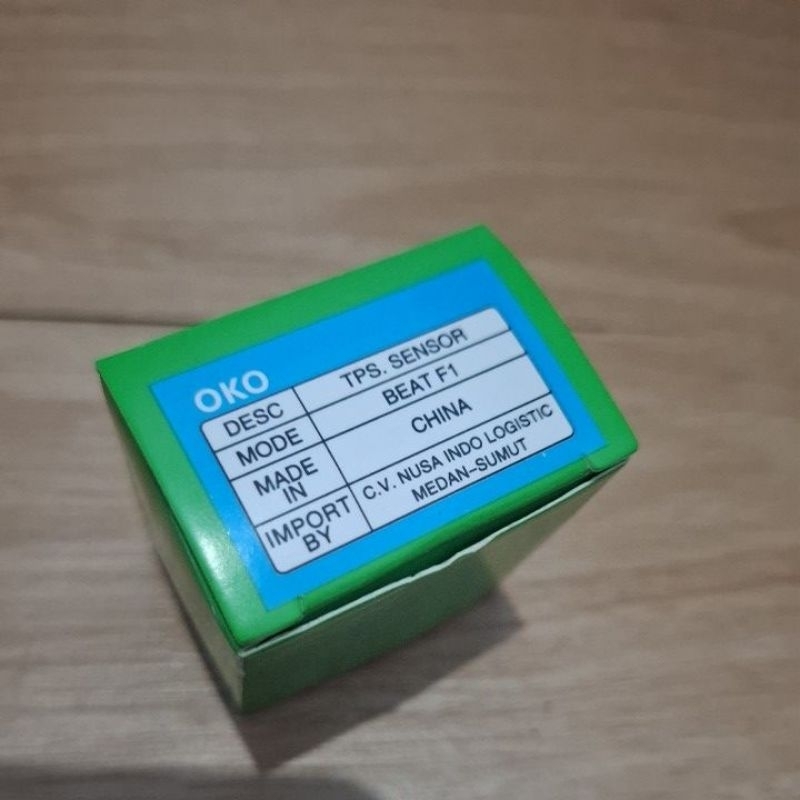 OKO
DESC TPS. SENSOR
MODE BEAT F1
MADE IN CHINA
IMPORT BY C.V. NUSA INDO LOGISTIC
MEDAN-SUMUT